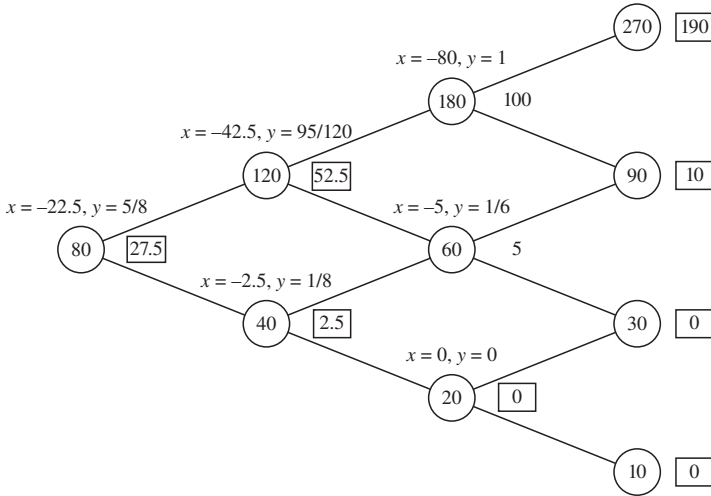 270 190
x = –80, y = 1
180 100
x = –42.5, y = 95/120
120 52.5
90 10
x = –22.5, y = 5/8
x = –5, y = 1/6
80 27.5
60 5
x = –2.5, y = 1/8
40 2.5
30 0
x = 0, y = 0
20 0
10 0